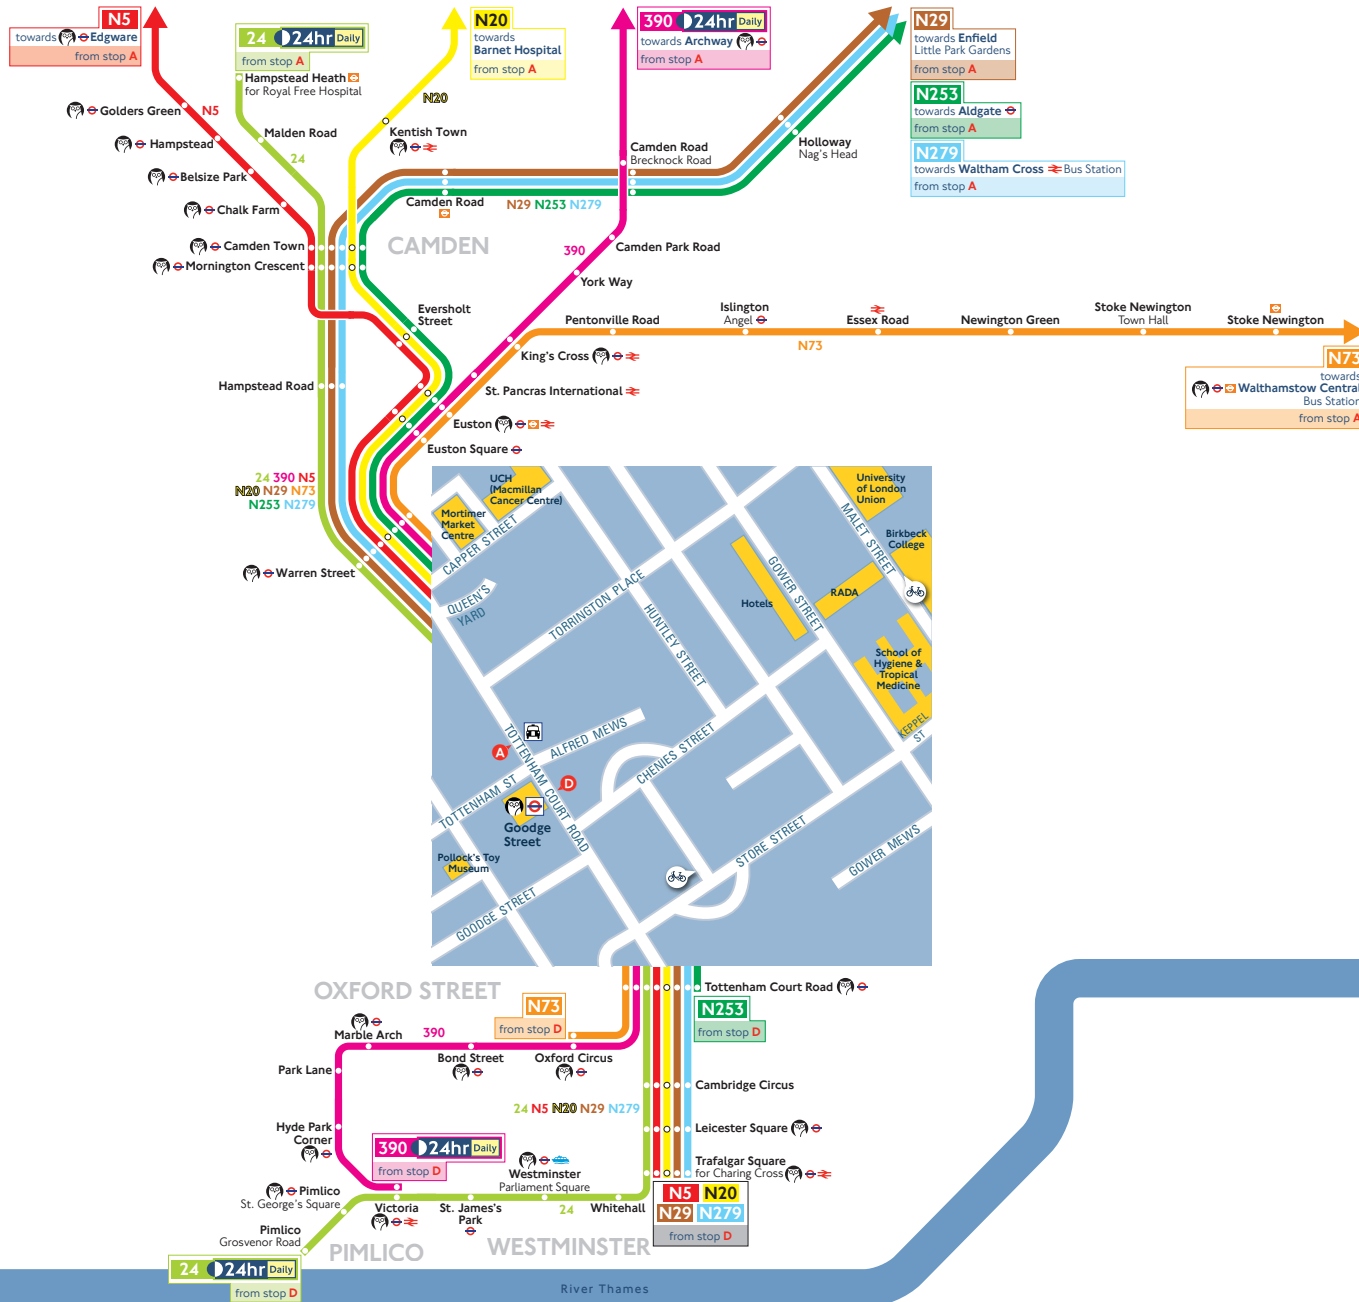 N5
towards Edgware
from stop A
24 24hr Daily
from stop A
N20
towards
Barnet Hospital
from stop A
390 24hr Daily
towards Archway
from stop A
N29
towards Enfield
Little Park Gardens
from stop A
N253
towards Aldgate
from stop A
N279
towards Waltham Cross Bus Station
from stop A
Hampstead Heath
for Royal Free Hospital
Golders Green
N5
Hampstead
Malden Road
24
Belsize Park
Chalk Farm
Camden Town
Mornington Crescent
N20
Kentish Town
Camden Road
N29 N253 N279
Camden Road
Brecknock Road
Holloway
Nag's Head
CAMDEN
390
Camden Park Road
York Way
Eversholt
Street
Pentonville Road
Islington
Angel
Essex Road
Newington Green
Stoke Newington
Town Hall
Stoke Newington
N73
N73
towards
Walthamstow Central
Bus Station
from stop A
King's Cross
St. Pancras International
Hampstead Road
Euston
Euston Square
24 390 N5
N20 N29 N73
N253 N279
Warren Street
UCH
(Macmillan
Cancer Centre)
Mortimer
Market
Centre
CAPPER STREET
QUEEN'S
YARD
TORRINGTON PLACE
HUNTLEY STREET
GOWER STREET
MALET STREET
University
of London
Union
Birkbeck
College
Hotels
RADA
School of
Hygiene &
Tropical
Medicine
KEPPEL
ST
TOTTENHAM COURT ROAD
ALFRED MEWS
CHENIES STREET
A
D
TOTTENHAM ST
Goodge
Street
Pollock's Toy
Museum
GOODGE STREET
STORE STREET
GOWER MEWS
OXFORD STREET
N73
from stop D
Tottenham Court Road
N253
from stop D
Marble Arch
390
Bond Street
Oxford Circus
Park Lane
Cambridge Circus
24 N5 N20 N29 N279
Hyde Park
Corner
Leicester Square
390 24hr Daily
from stop D
Westminster
Parliament Square
Trafalgar Square
for Charing Cross
N5 N20
N29 N279
from stop D
Pimlico
St. George's Square
Victoria
St. James's
Park
24
Whitehall
Pimlico
Grosvenor Road
PIMLICO
WESTMINSTER
24 24hr Daily
from stop D
River Thames